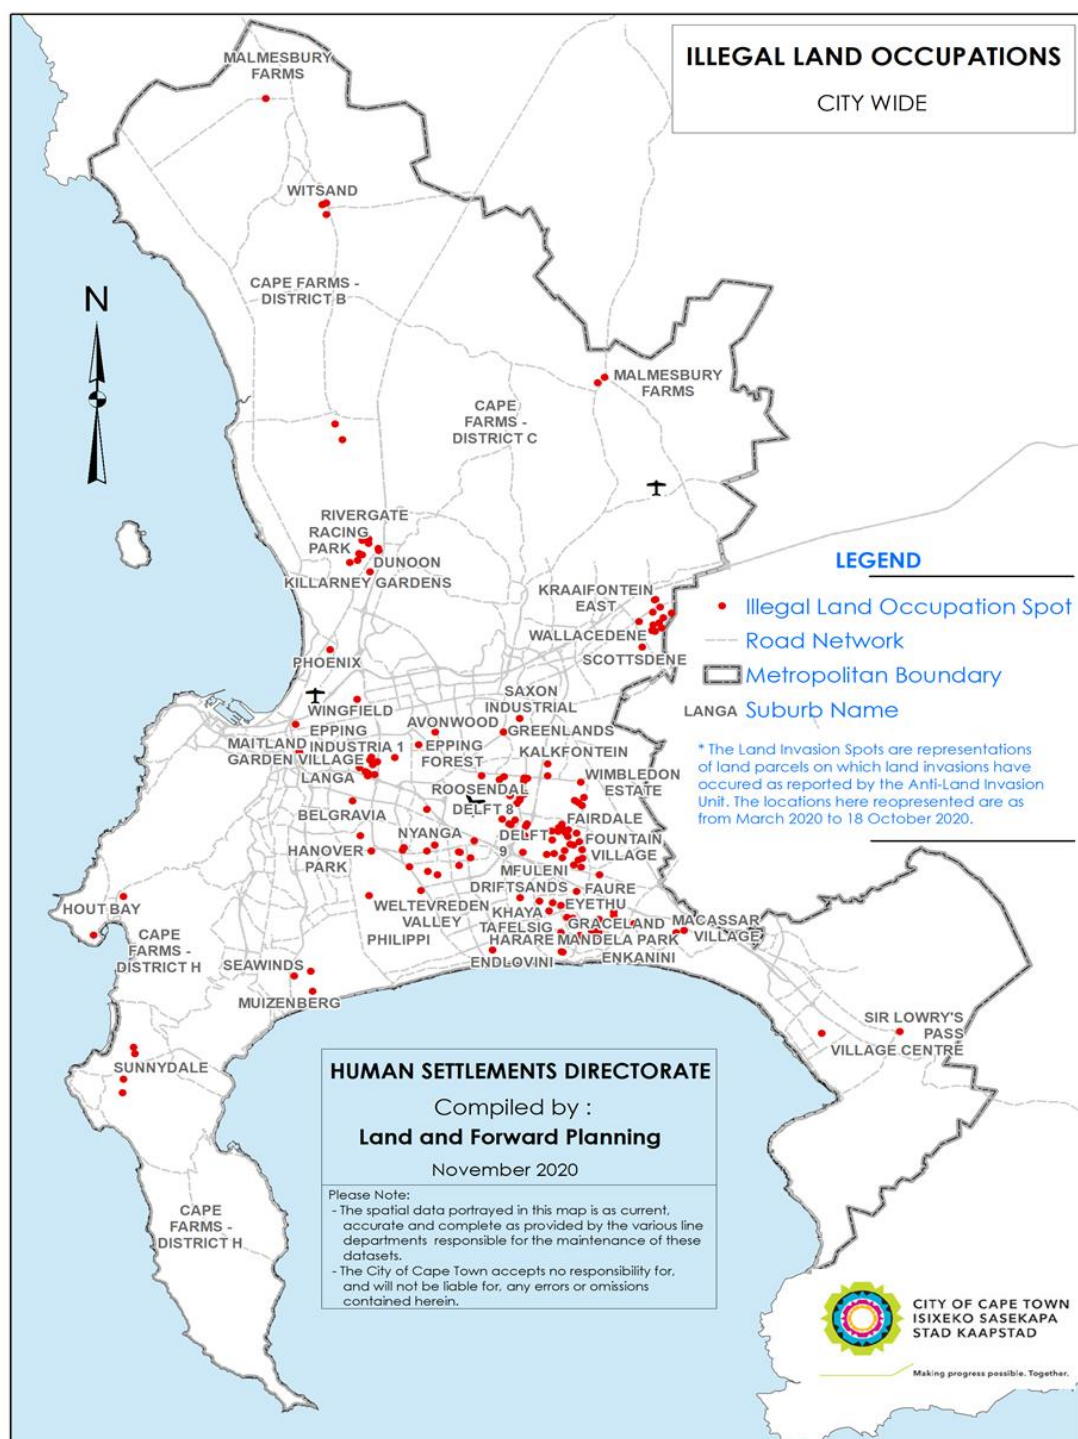 ILLEGAL LAND OCCUPATIONS
CITY WIDE
MALMESBURY
FARMS
WITSAND
CAPE FARMS -
DISTRICT B
N
MALMESBURY
FARMS
CAPE
FARMS -
DISTRICT C
RIVERGATE
RACING
PARK
DUNOON
KILLARNEY GARDENS
KRAAIFONTEIN
EAST
WALLACEDENE
SCOTTSDENE
PHOENIX
WINGFIELD
SAXON
INDUSTRIAL
AVONWOOD
GREENLANDS
EPPING
INDUSTRIA 1
MAITLAND
GARDEN VILLAGE
EPPING
FOREST
KALKFONTEIN
LANGA
ROOSENDAL
WIMBLEDON
ESTATE
DELFT 8
BELGRAVIA
FAIRDALE
NYANGA
DELFT
9
FOUNTAIN
VILLAGE
HANOVER
PARK
MFULENI
DRIFTSANDS
FAURE
WELTEVREDEN
VALLEY
EYETHU
KHAYA
TAFELSIG
GRACELAND
MACASSAR
VILLAGE
PHILIPPI
HARARE
MANDELA PARK
ENDLOVINI
ENKANINI
HOUT BAY
CAPE
FARMS -
DISTRICT H
SEAWINDS
MUIZENBERG
SUNNYDALE
SIR LOWRY'S
PASS
VILLAGE CENTRE
CAPE
FARMS -
DISTRICT H
LEGEND
Illegal Land Occupation Spot
Road Network
Metropolitan Boundary
LANGA Suburb Name
* The Land Invasion Spots are representations
of land parcels on which land invasions have
occured as reported by the Anti-Land Invasion
Unit. The locations here reopresented are as
from March 2020 to 18 October 2020.
HUMAN SETTLEMENTS DIRECTORATE
Compiled by :
Land and Forward Planning
November 2020
Please Note:
- The spatial data portrayed in this map is as current,
accurate and complete as provided by the various line
departments responsible for the maintenance of these
datasets.
- The City of Cape Town accepts no responsibility for,
and will not be liable for, any errors or omissions
contained herein.
CITY OF CAPE TOWN
ISIXEKO SASEKAPA
STAD KAAPSTAD
Making progress possible. Together.